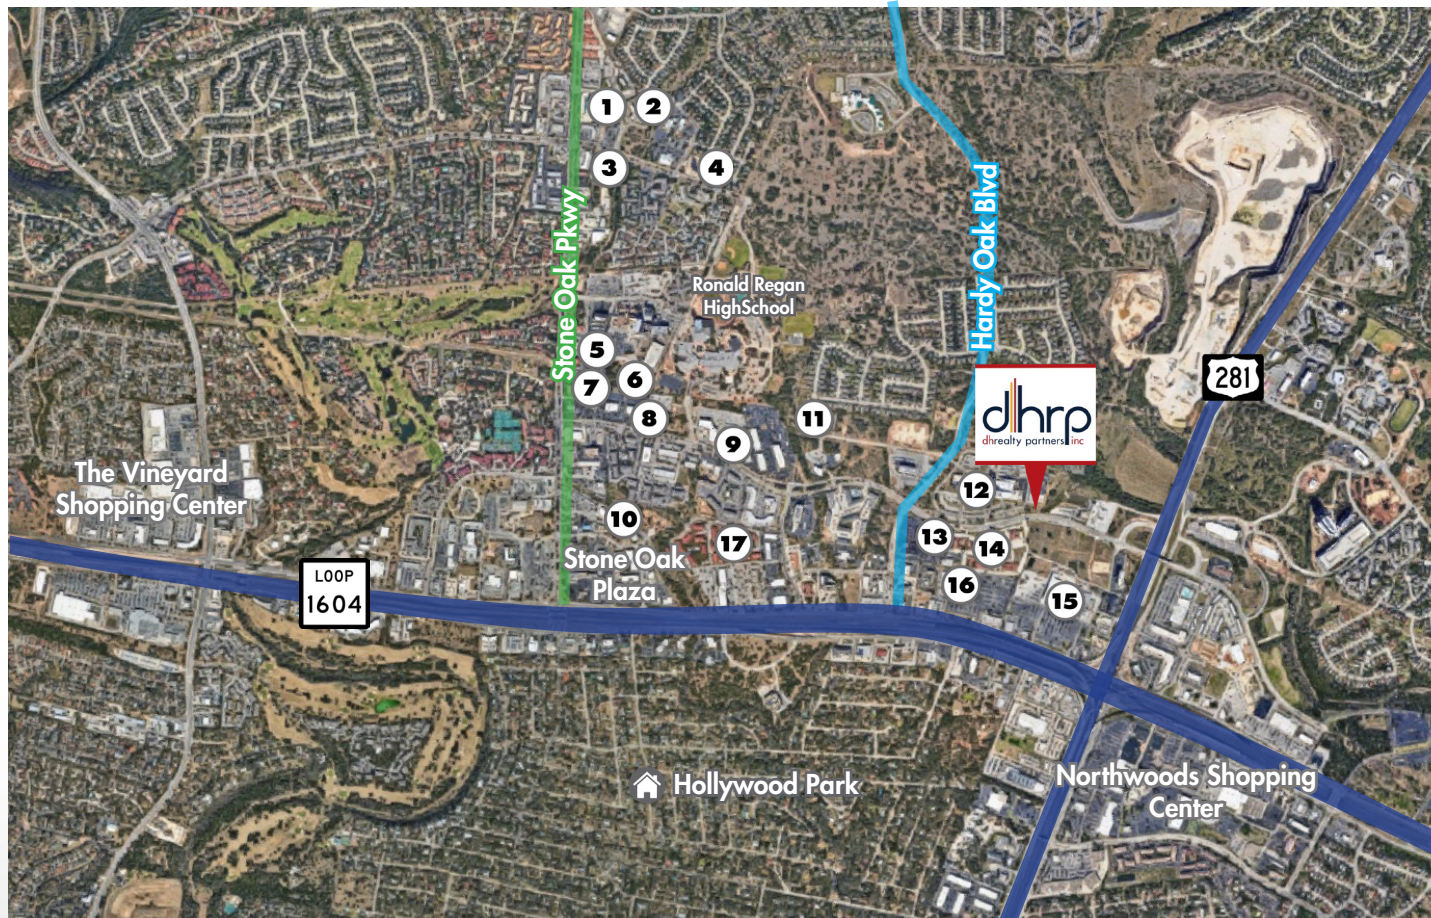 1
2
3
4
Stone Oak Pkwy
Hardy Oak Blvd
Ronald Regan
HighSchool
5
6
7
8
9
11
281
dhrp
dhrealty partners inc
The Vineyard
Shopping Center
12
10
13
14
17
Stone Oak
Plaza
16
15
LOOP
1604
Hollywood Park
Northwoods Shopping
Center